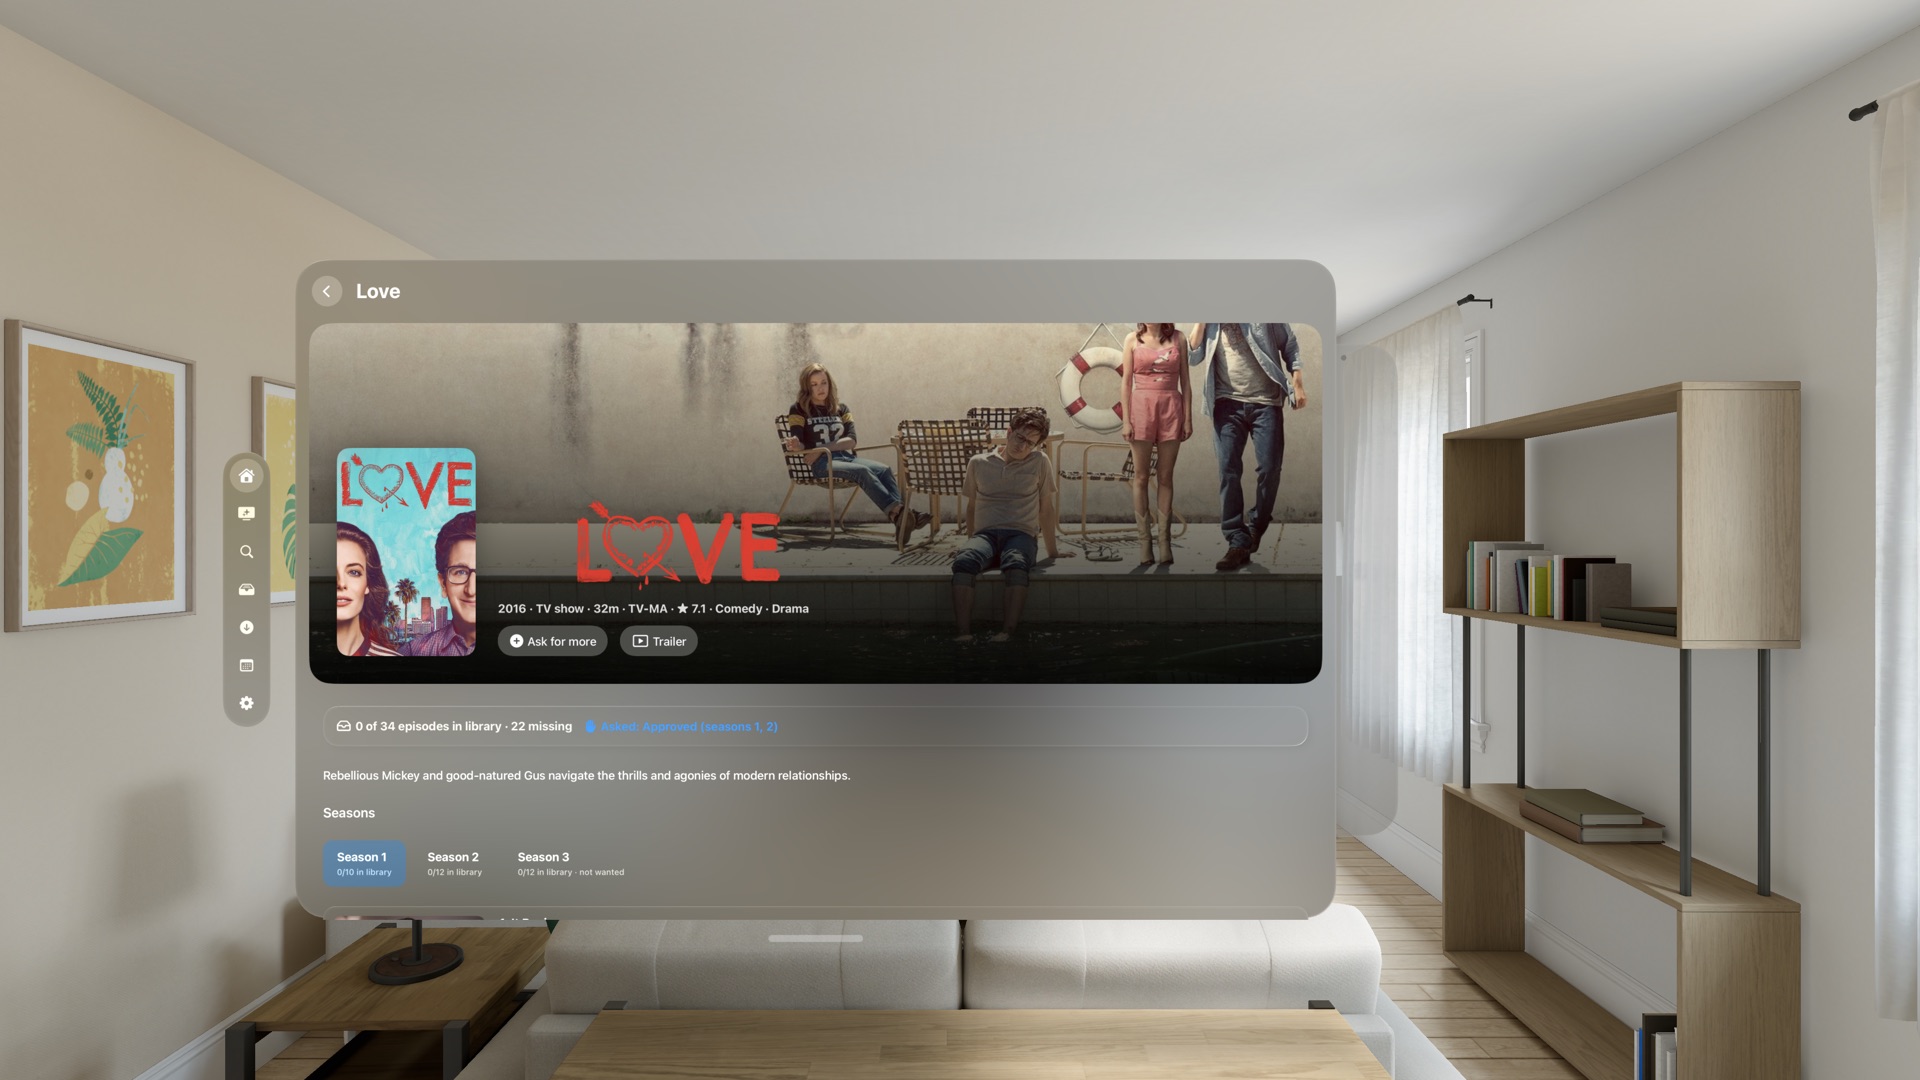 Love
STEELERS
32
LOVE
LOVE
2016 · TV show · 32m · TV-MA · ★ 7.1 · Comedy · Drama
Ask for more
Trailer
0 of 34 episodes in library · 22 missing
Asked: Approved (seasons 1, 2)
Rebellious Mickey and good-natured Gus navigate the thrills and agonies of modern relationships.
Seasons
Season 1
Season 2
Season 3
0/10 in library
0/12 in library
0/12 in library · not wanted